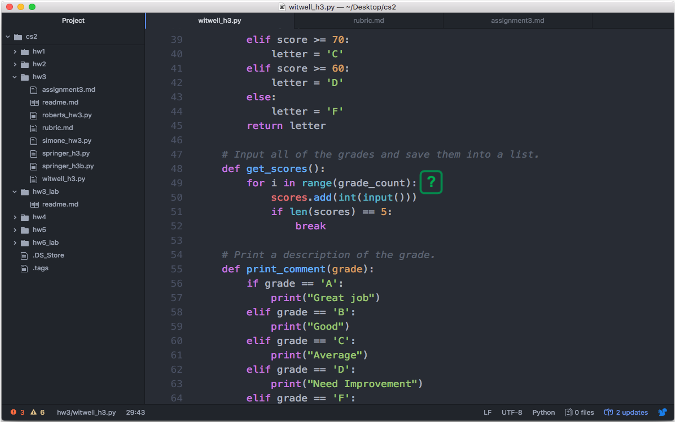 witwell_h3.py — ~/Desktop/cs2
Project
witwell_h3.py
rubric.md
assignment3.md
cs2
hw1
hw2
hw3
assignment3.md
readme.md
roberts_hw3.py
rubric.md
simone_hw3.py
springer_h3.py
springer_h3b.py
witwell_h3.py
hw3_lab
readme.md
hw4
hw6
hw6_lab
.DS_Store
.tags
39 elif score >= 70:
40 letter = 'C'
41 elif score >= 60:
42 letter = 'D'
43 else:
44 letter = 'F'
45 return letter
46
47 # Input all of the grades and save them into a list.
48 def get_scores():
49 for i in range(grade_count): ?
50 scores.add(int(input()))
51 if len(scores) == 5:
52 break
53
54 # Print a description of the grade.
55 def print_comment(grade):
56 if grade == 'A':
57 print("Great job")
58 elif grade == 'B':
59 print("Good")
60 elif grade == 'C':
61 print("Average")
62 elif grade == 'D':
63 print("Need Improvement")
64 elif grade == 'F':
3 6 hw3/witwell_h3.py 29:43 LF UTF-8 Python 0 files 2 updates